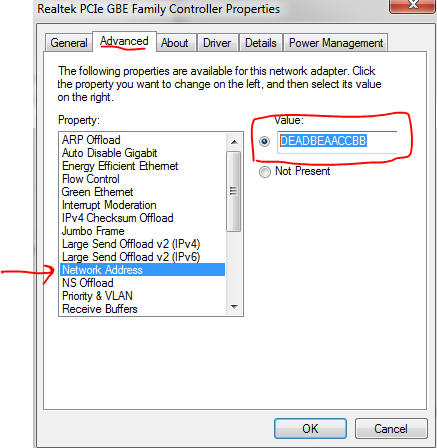 Realtek PCIe GBE Family Controller Properties
General Advanced About Driver Details Power Management
The following properties are available for this network adapter. Click
the property you want to change on the left, and then select its value
on the right.
Property:
ARP Offload
Auto Disable Gigabit
Energy Efficient Ethernet
Flow Control
Green Ethernet
Interrupt Moderation
IPv4 Checksum Offload
Jumbo Frame
Large Send Offload v2 (IPv4)
Large Send Offload v2 (IPv6)
Network Address
NS Offload
Priority & VLAN
Receive Buffers
Value:
DEADBEAACCBB
Not Present
OK Cancel